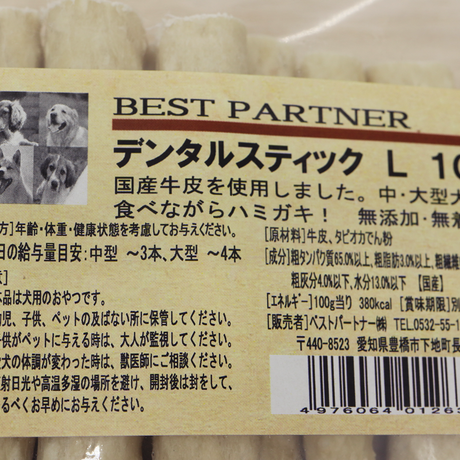 BEST PARTNER
デンタルスティック L 10
国産牛皮を使用しました。中・大型犬
食べながらハミガキ! 無添加・無着
方]年齢・体重・健康状態を考慮してお与えください。
日の給与量目安:中型 〜3本、大型 〜4本
本品は犬用のおやつです。
幼児、子供、ペットの及ばない所に保管してください。
子供がペットに与える時は、大人が監視してください。
愛犬の体調が変わった時は、獣医師にご相談ください。
直射日光や高温多湿の場所を避け、開封後は封をして、
なるべくお早めにお与えください。
[原材料]牛皮、タピオカでん粉
[成分]粗タンパク質65.0%以上、粗脂肪3.0%以上、粗繊維
粗灰分4.0%以下、水分13.0%以下 【国産】
[エネルギー]100g当り 380kcal [賞味期限]別
[販売者]ベストパートナー㈱ TEL.0532-55-1
〒440-8523 愛知県豊橋市下地町長
4976064 01263